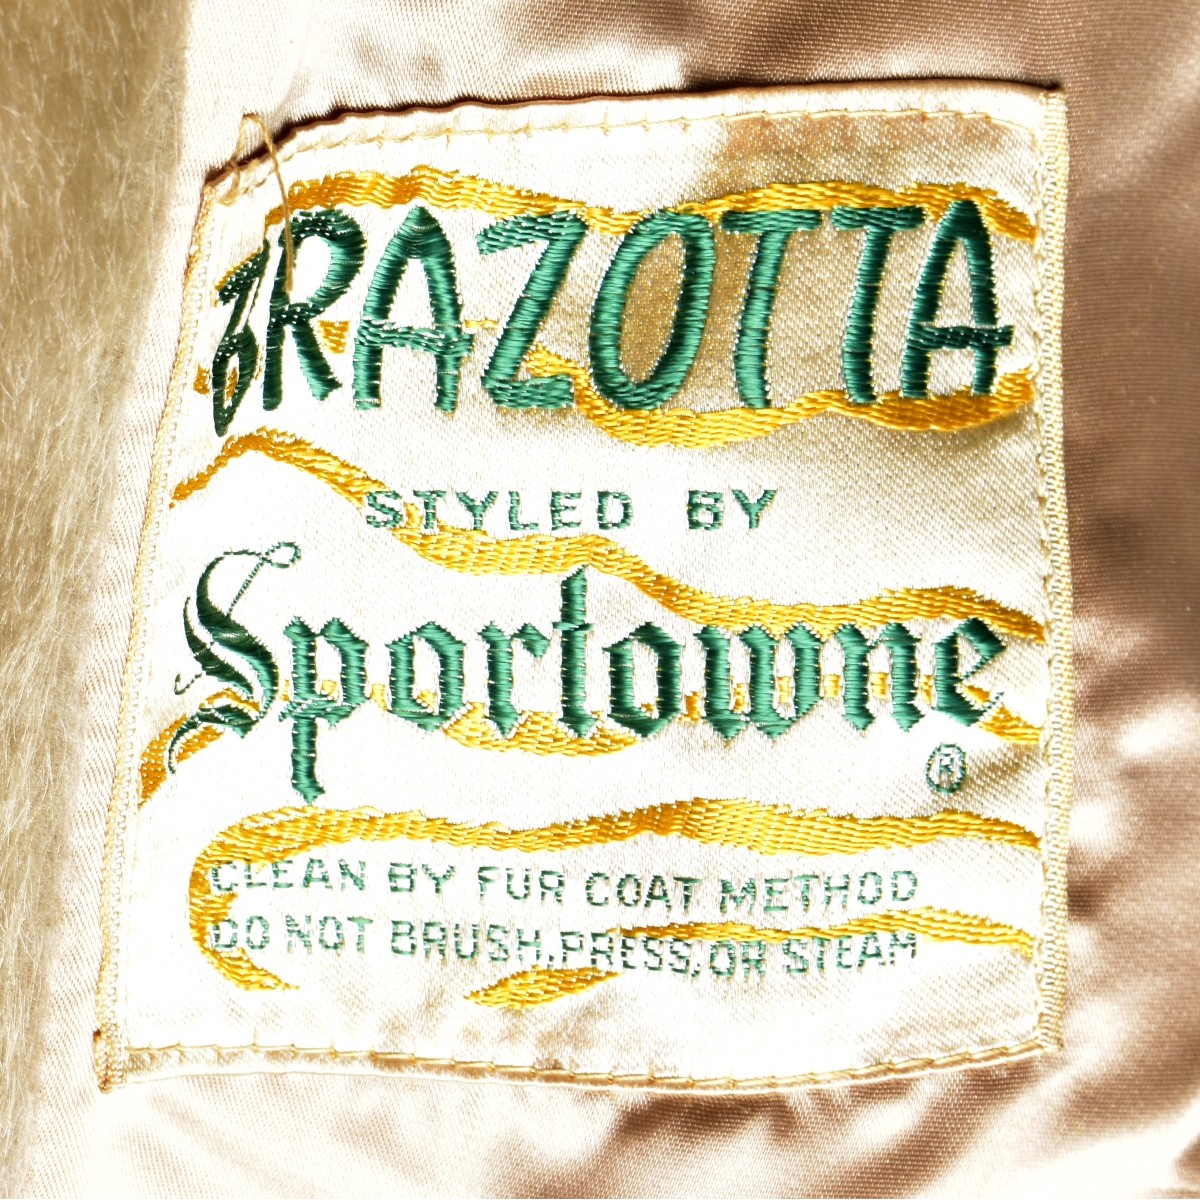 BRAZOTTA
STYLED BY
Sportowne
®
CLEAN BY FUR COAT METHOD
DO NOT BRUSH, PRESS, OR STEAM